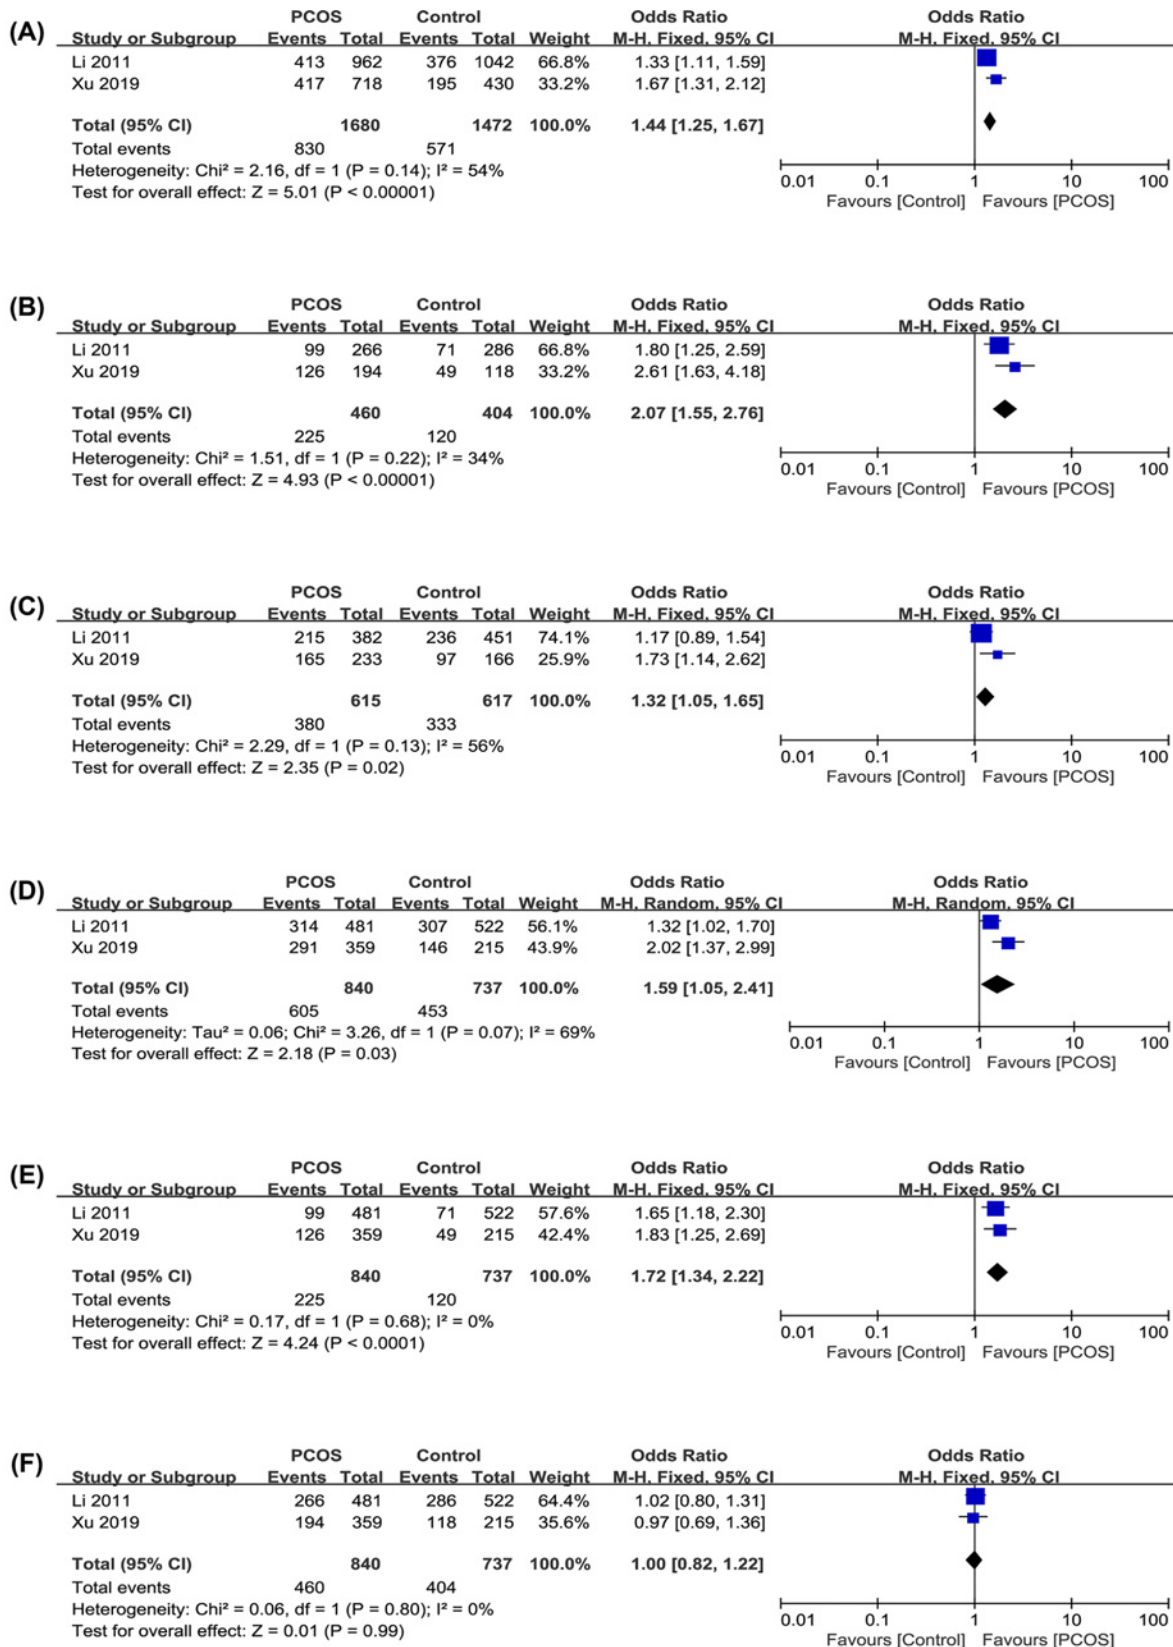 (A)
PCOS Control Odds Ratio Odds Ratio
Study or Subgroup Events Total Events Total Weight M-H, Fixed, 95% CI M-H, Fixed, 95% CI
Li 2011 413 962 376 1042 66.8% 1.33 [1.11, 1.59]
Xu 2019 417 718 195 430 33.2% 1.67 [1.31, 2.12]
Total (95% CI) 1680 1472 100.0% 1.44 [1.25, 1.67]
Total events 830 571
Heterogeneity: Chi² = 2.16, df = 1 (P = 0.14); I² = 54%
Test for overall effect: Z = 5.01 (P < 0.00001)
0.01 0.1 1 10 100
Favours [Control] Favours [PCOS]
(B)
PCOS Control Odds Ratio Odds Ratio
Study or Subgroup Events Total Events Total Weight M-H, Fixed, 95% CI M-H, Fixed, 95% CI
Li 2011 99 266 71 286 66.8% 1.80 [1.25, 2.59]
Xu 2019 126 194 49 118 33.2% 2.61 [1.63, 4.18]
Total (95% CI) 460 404 100.0% 2.07 [1.55, 2.76]
Total events 225 120
Heterogeneity: Chi² = 1.51, df = 1 (P = 0.22); I² = 34%
Test for overall effect: Z = 4.93 (P < 0.00001)
0.01 0.1 1 10 100
Favours [Control] Favours [PCOS]
(C)
PCOS Control Odds Ratio Odds Ratio
Study or Subgroup Events Total Events Total Weight M-H, Fixed, 95% CI M-H, Fixed, 95% CI
Li 2011 215 382 236 451 74.1% 1.17 [0.89, 1.54]
Xu 2019 165 233 97 166 25.9% 1.73 [1.14, 2.62]
Total (95% CI) 615 617 100.0% 1.32 [1.05, 1.65]
Total events 380 333
Heterogeneity: Chi² = 2.29, df = 1 (P = 0.13); I² = 56%
Test for overall effect: Z = 2.35 (P = 0.02)
0.01 0.1 1 10 100
Favours [Control] Favours [PCOS]
(D)
PCOS Control Odds Ratio Odds Ratio
Study or Subgroup Events Total Events Total Weight M-H, Random, 95% CI M-H, Random, 95% CI
Li 2011 314 481 307 522 56.1% 1.32 [1.02, 1.70]
Xu 2019 291 359 146 215 43.9% 2.02 [1.37, 2.99]
Total (95% CI) 840 737 100.0% 1.59 [1.05, 2.41]
Total events 605 453
Heterogeneity: Tau² = 0.06; Chi² = 3.26, df = 1 (P = 0.07); I² = 69%
Test for overall effect: Z = 2.18 (P = 0.03)
0.01 0.1 1 10 100
Favours [Control] Favours [PCOS]
(E)
PCOS Control Odds Ratio Odds Ratio
Study or Subgroup Events Total Events Total Weight M-H, Fixed, 95% CI M-H, Fixed, 95% CI
Li 2011 99 481 71 522 57.6% 1.65 [1.18, 2.30]
Xu 2019 126 359 49 215 42.4% 1.83 [1.25, 2.69]
Total (95% CI) 840 737 100.0% 1.72 [1.34, 2.22]
Total events 225 120
Heterogeneity: Chi² = 0.17, df = 1 (P = 0.68); I² = 0%
Test for overall effect: Z = 4.24 (P < 0.0001)
0.01 0.1 1 10 100
Favours [Control] Favours [PCOS]
(F)
PCOS Control Odds Ratio Odds Ratio
Study or Subgroup Events Total Events Total Weight M-H, Fixed, 95% CI M-H, Fixed, 95% CI
Li 2011 266 481 286 522 64.4% 1.02 [0.80, 1.31]
Xu 2019 194 359 118 215 35.6% 0.97 [0.69, 1.36]
Total (95% CI) 840 737 100.0% 1.00 [0.82, 1.22]
Total events 460 404
Heterogeneity: Chi² = 0.06, df = 1 (P = 0.80); I² = 0%
Test for overall effect: Z = 0.01 (P = 0.99)
0.01 0.1 1 10 100
Favours [Control] Favours [PCOS]